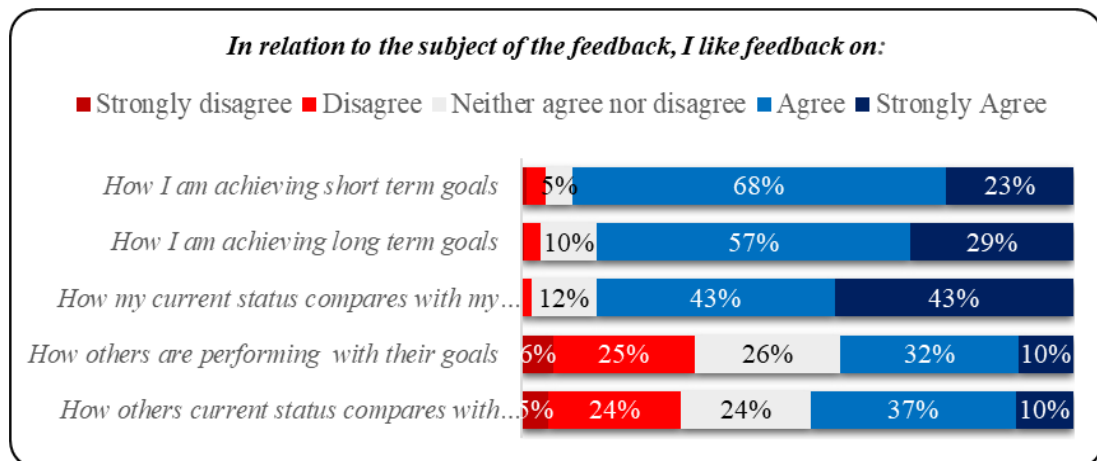 In relation to the subject of the feedback, I like feedback on:
Strongly disagree Disagree Neither agree nor disagree Agree Strongly Agree
How I am achieving short term goals 5% 68% 23%
How I am achieving long term goals 10% 57% 29%
How my current status compares with my... 12% 43% 43%
How others are performing with their goals 6% 25% 26% 32% 10%
How others current status compares with... 5% 24% 24% 37% 10%